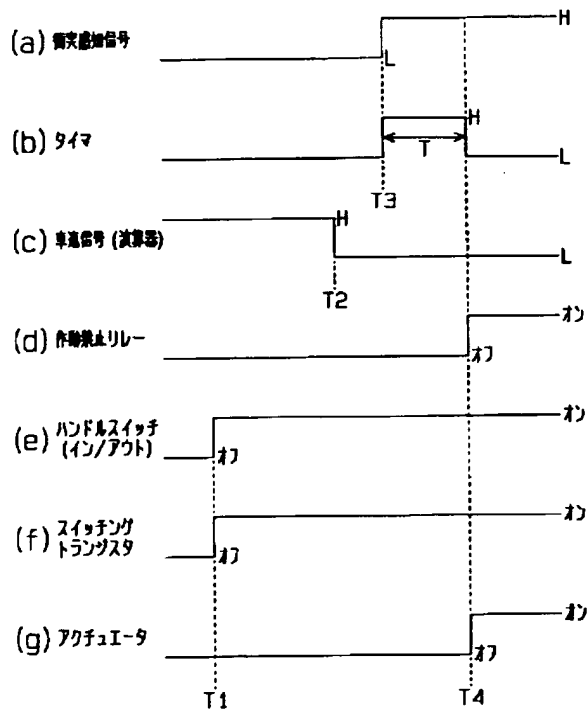 (a) 衝突感知信号
H
L
(b) タイマ
H
T
L
T3
(c) 車速信号 (演算器)
H
L
T2
(d) 作動禁止リレー
オン
オフ
(e) ハンドルスイッチ
(イン/アウト)
オン
オフ
(f) スイッチング
トランジスタ
オン
オフ
(g) アクチュエータ
オン
オフ
T1
T4